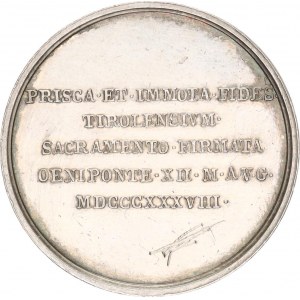 PRISCA · ET · IMMOTA · FIDES
TIROLENSIVM ·
SACRAMENTO · FIRMATA
OENIPONTE · XII · M · AVG ·
MDCCCXXXVIII ·